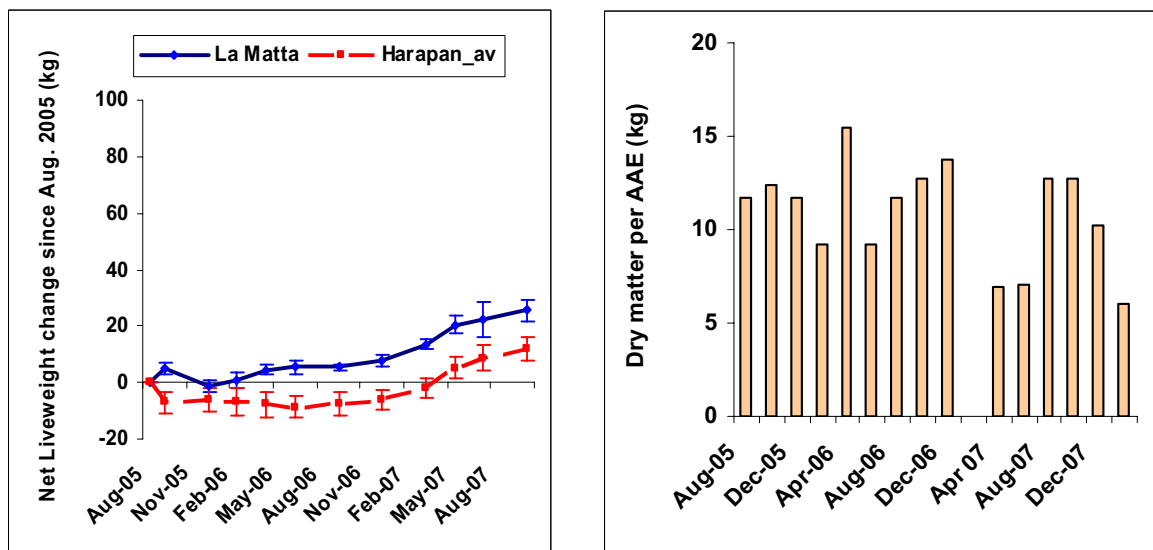 Net Liveweight change since Aug. 2005 (kg)
La Matta Harapan_av
100
80
60
40
20
0
-20
Aug-05
Nov-05
Feb-06
May-06
Aug-06
Nov-06
Feb-07
May-07
Aug-07
Dry matter per AAE (kg)
20
15
10
5
0
Aug-05
Dec-05
Apr-06
Aug-06
Dec-06
Apr 07
Aug-07
Dec-07